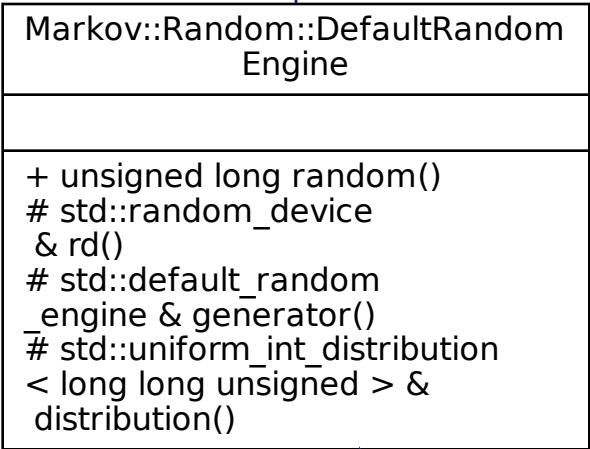 Markov::Random::DefaultRandom
Engine
+ unsigned long random()
# std::random_device
& rd()
# std::default_random
_engine & generator()
# std::uniform_int_distribution
< long long unsigned > &
distribution()